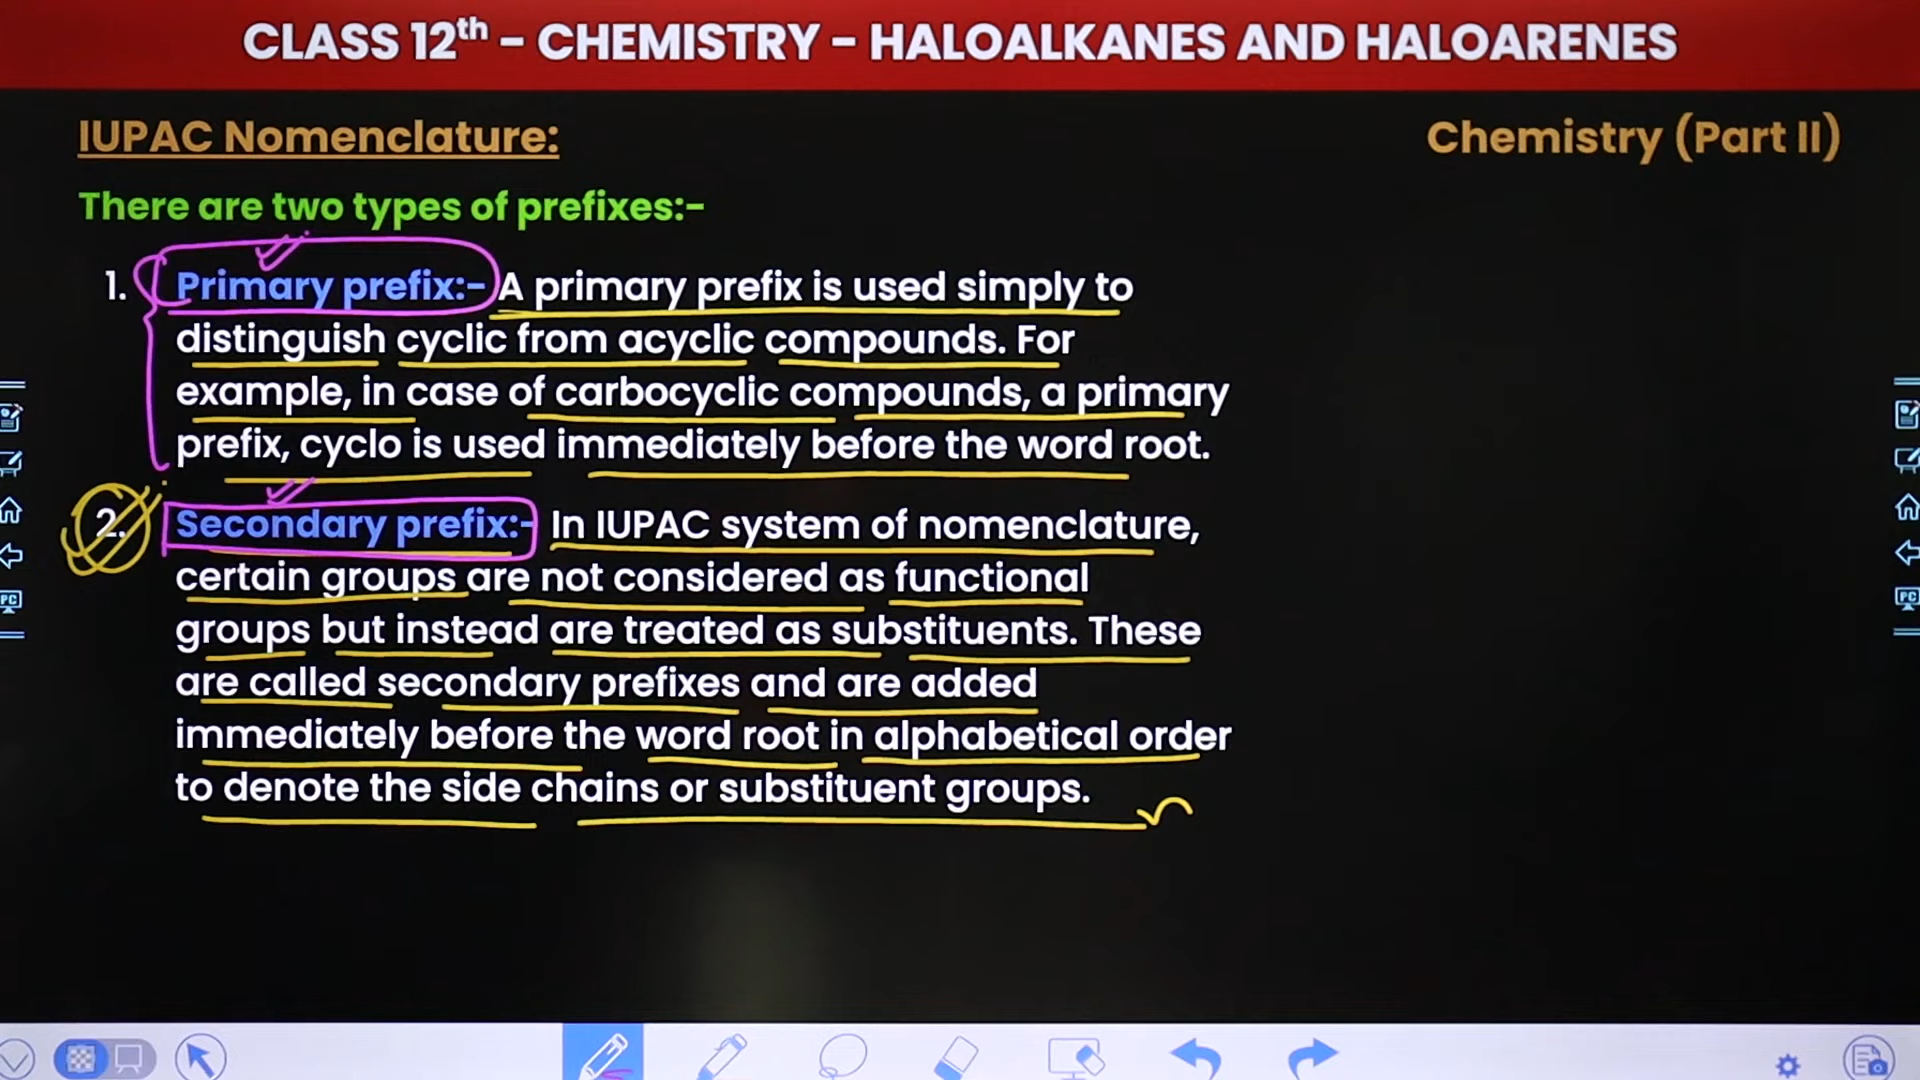 CLASS 12th - CHEMISTRY - HALOALKANES AND HALOARENES
IUPAC Nomenclature:
Chemistry (Part II)
There are two types of prefixes:-
1. Primary prefix:- A primary prefix is used simply to
distinguish cyclic from acyclic compounds. For
example, in case of carbocyclic compounds, a primary
prefix, cyclo is used immediately before the word root.
2. Secondary prefix:- In IUPAC system of nomenclature,
certain groups are not considered as functional
groups but instead are treated as substituents. These
are called secondary prefixes and are added
immediately before the word root in alphabetical order
to denote the side chains or substituent groups.
PC
PC